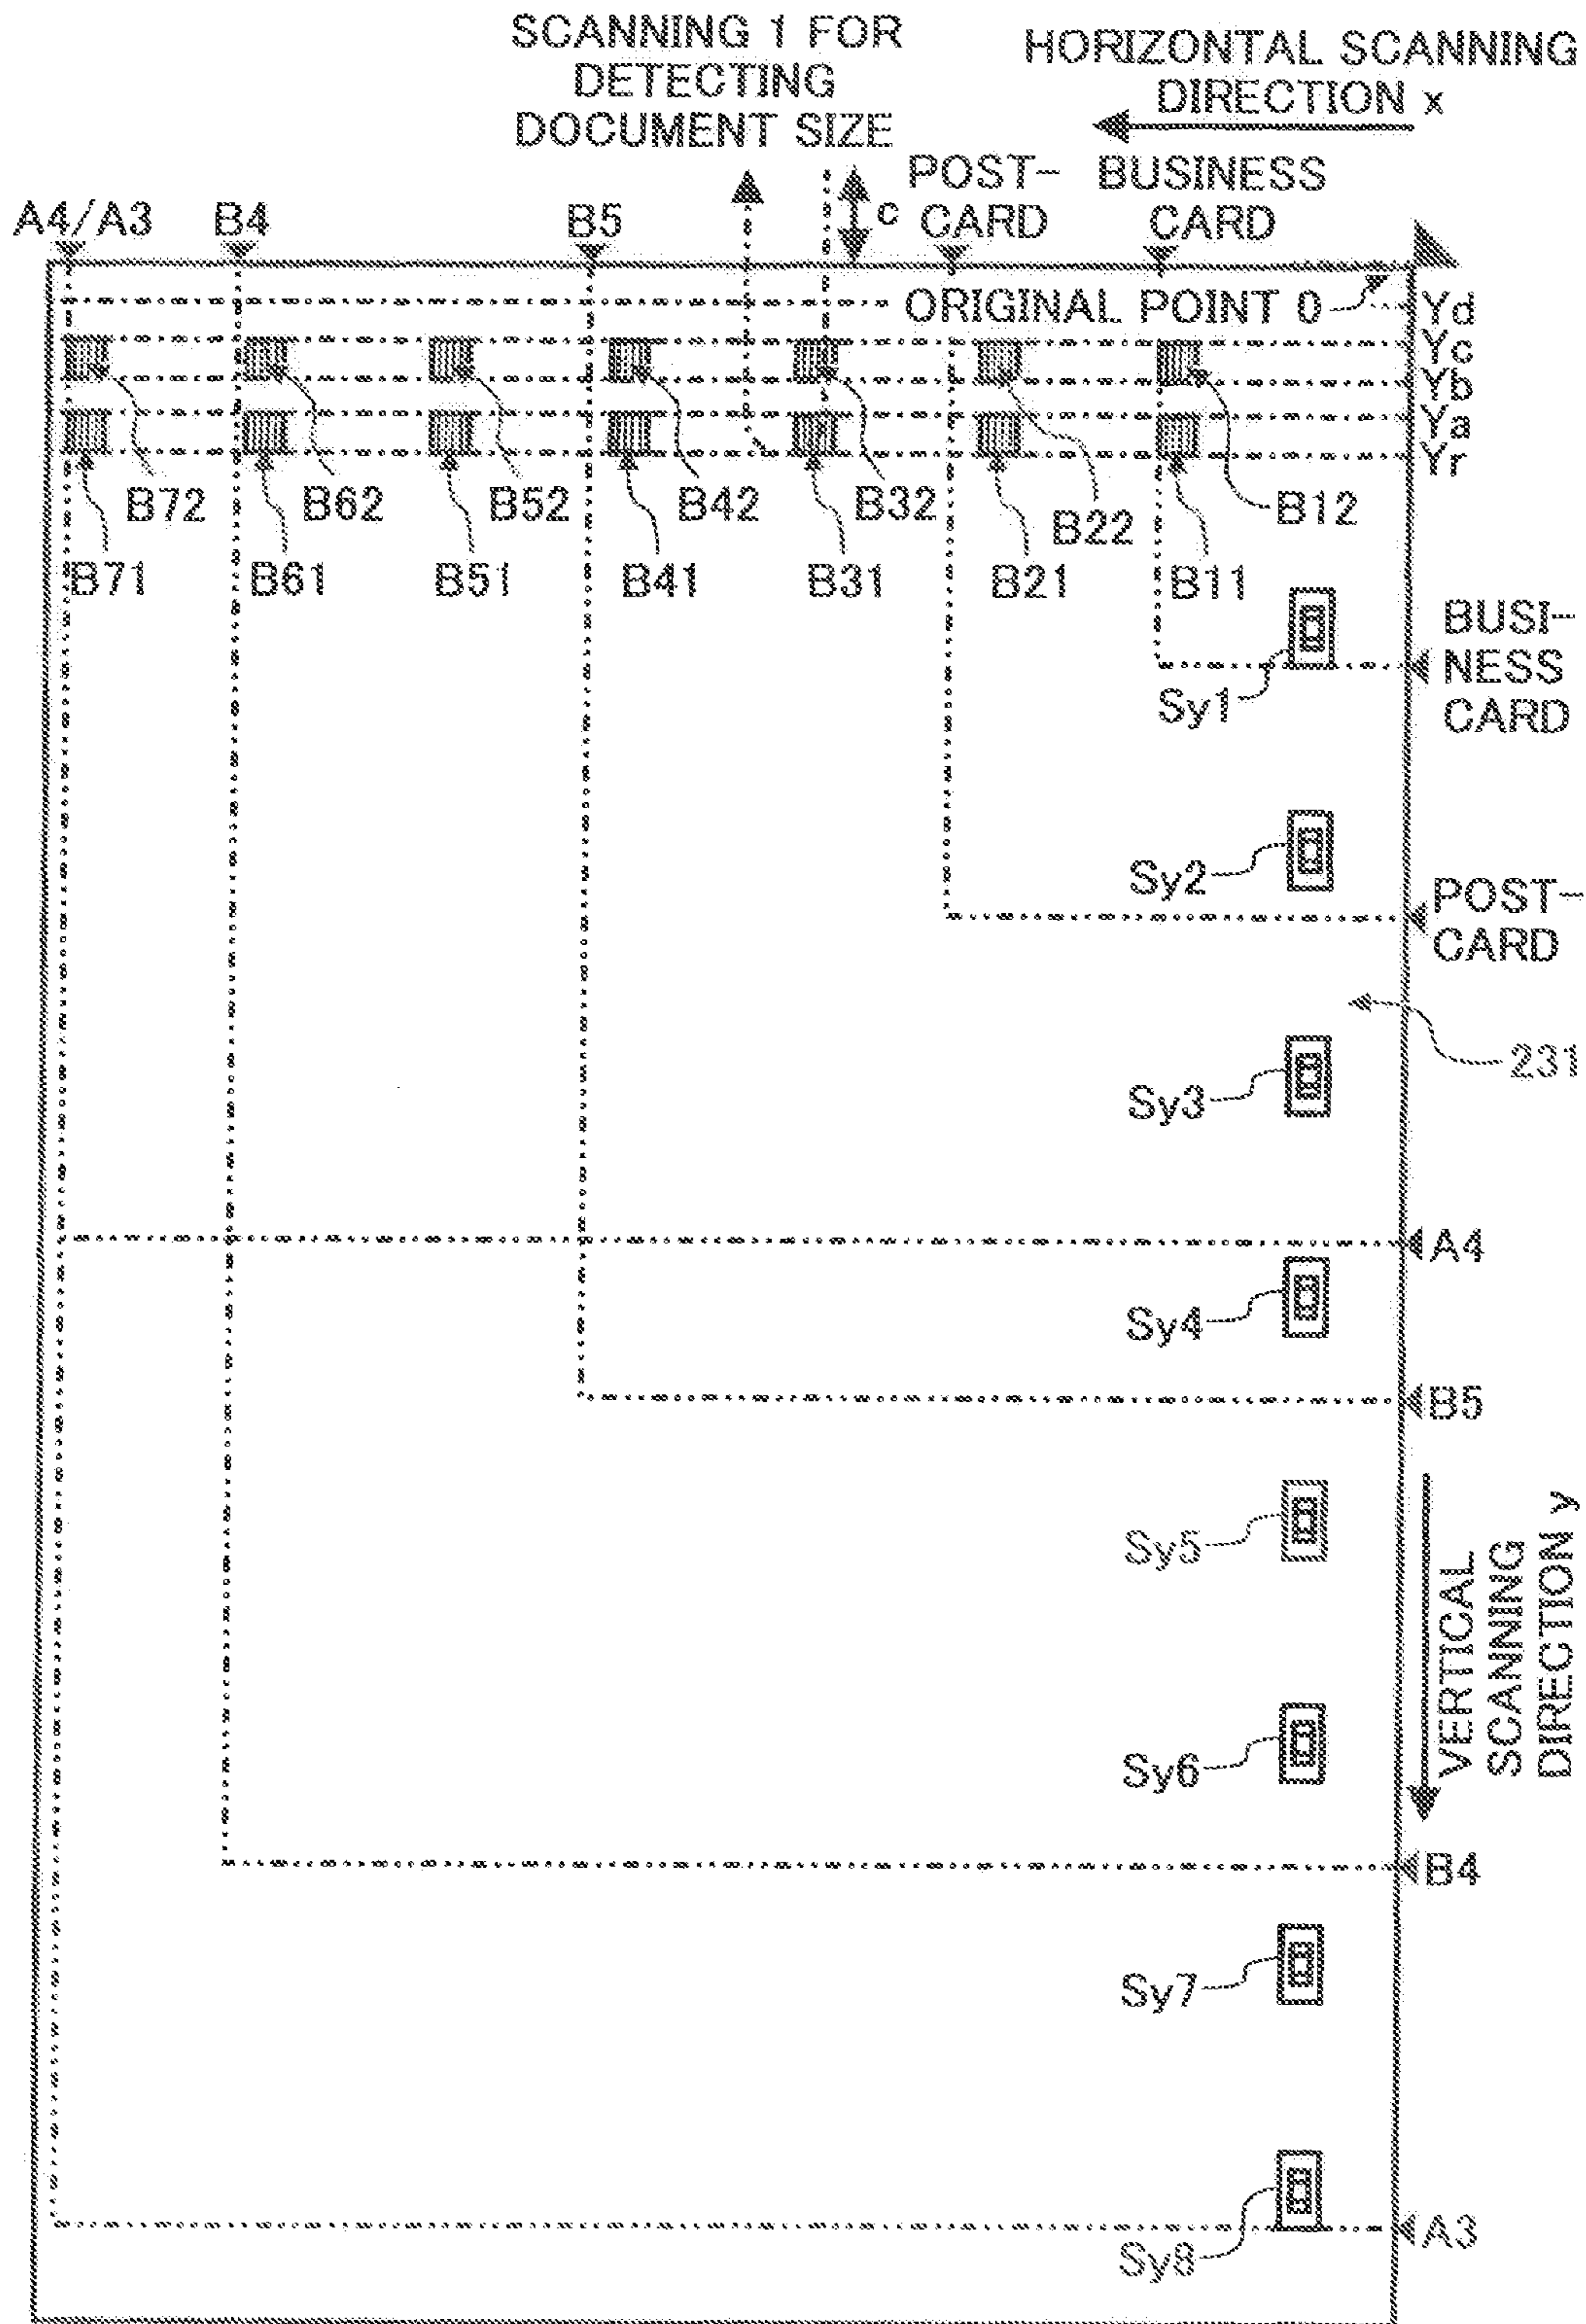 SCANNING 1 FOR
DETECTING
DOCUMENT SIZE
HORIZONTAL SCANNING
DIRECTION x
c
POST-
CARD
BUSINESS
CARD
A4/A3
B4
B5
ORIGINAL POINT 0
Yd
Yc
Yb
Ya
Yr
B72
B62
B52
B42
B32
B22
B12
B71
B61
B51
B41
B31
B21
B11
BUSI-
NESS
CARD
Sy1
Sy2
POST-
CARD
231
Sy3
A4
Sy4
B5
Sy5
VERTICAL
SCANNING
DIRECTION y
Sy6
B4
Sy7
Sy8
A3